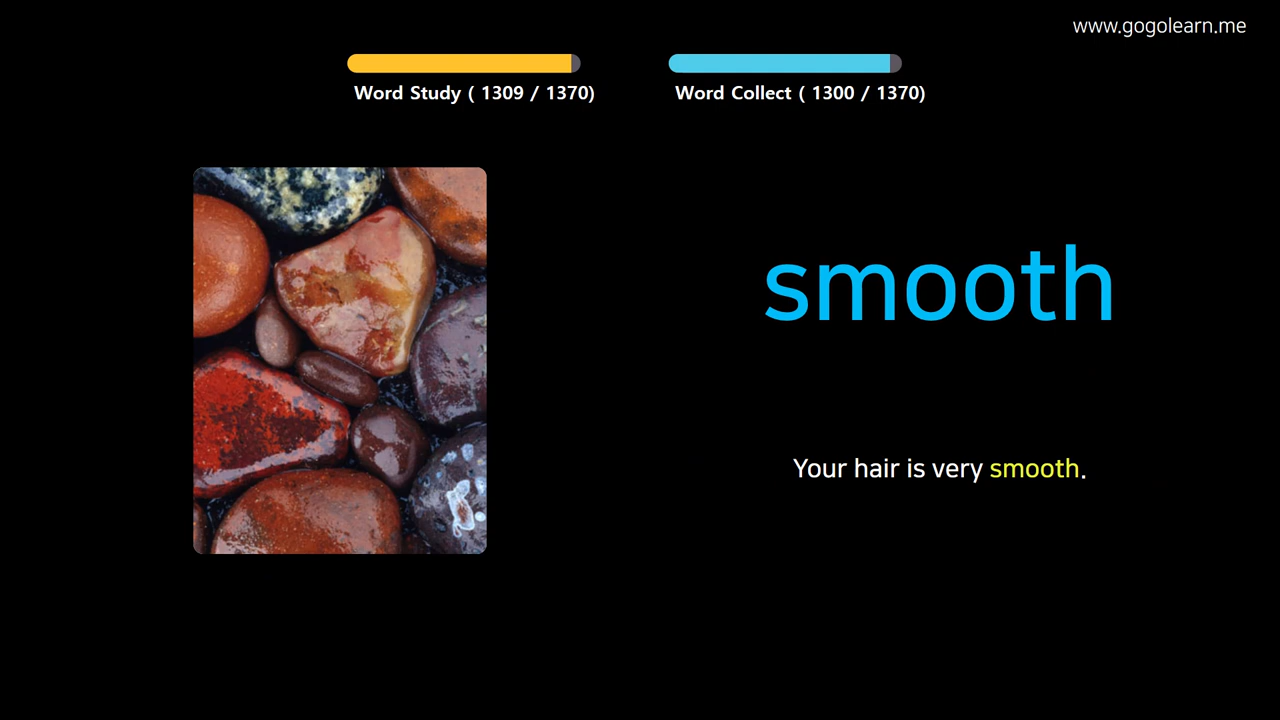 www.gogolearn.me
Word Study ( 1309 / 1370)
Word Collect ( 1300 / 1370)
smooth
Your hair is very smooth.